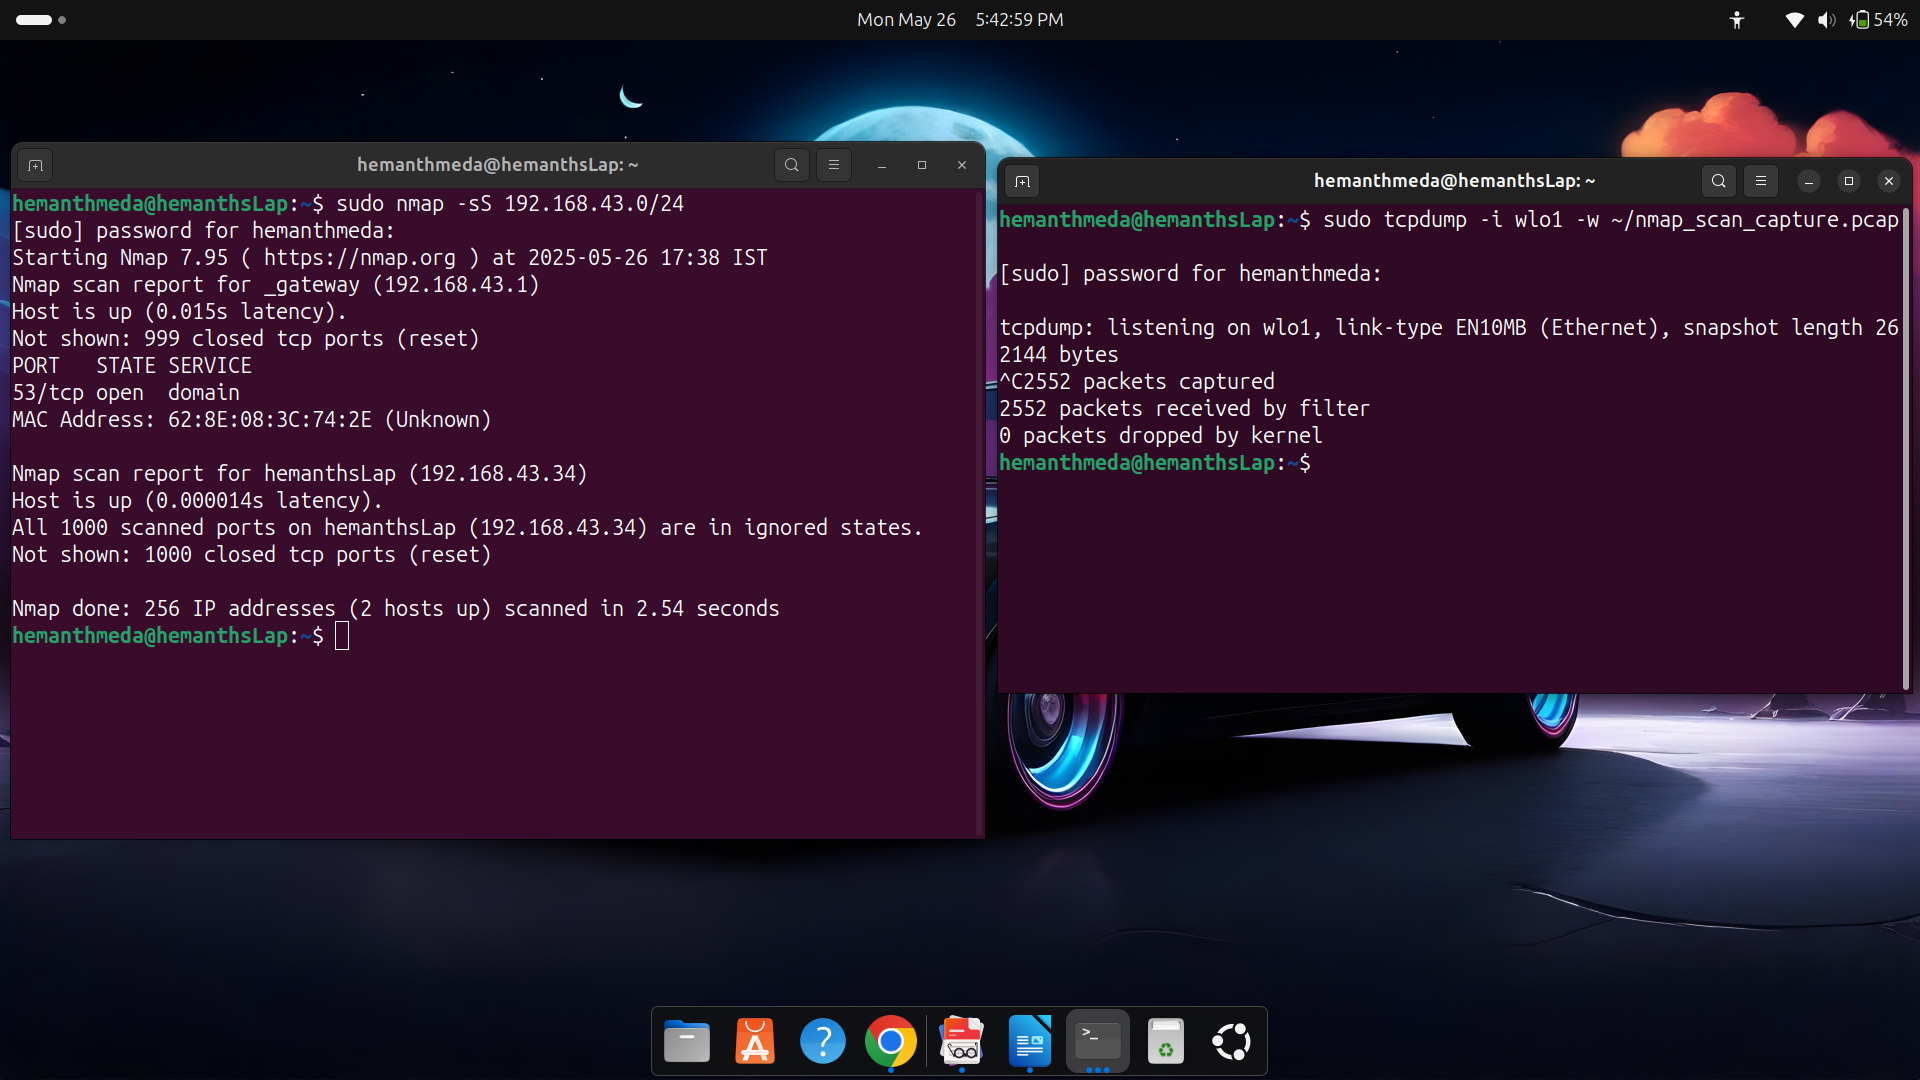 Mon May 26 5:42:59 PM
54%
hemanthmeda@hemanthsLap: ~
hemanthmeda@hemanthsLap:~$ sudo nmap -sS 192.168.43.0/24
[sudo] password for hemanthmeda:
Starting Nmap 7.95 ( https://nmap.org ) at 2025-05-26 17:38 IST
Nmap scan report for _gateway (192.168.43.1)
Host is up (0.015s latency).
Not shown: 999 closed tcp ports (reset)
PORT   STATE SERVICE
53/tcp open  domain
MAC Address: 62:8E:08:3C:74:2E (Unknown)
Nmap scan report for hemanthsLap (192.168.43.34)
Host is up (0.000014s latency).
All 1000 scanned ports on hemanthsLap (192.168.43.34) are in ignored states.
Not shown: 1000 closed tcp ports (reset)
Nmap done: 256 IP addresses (2 hosts up) scanned in 2.54 seconds
hemanthmeda@hemanthsLap:~$
hemanthmeda@hemanthsLap: ~
hemanthmeda@hemanthsLap:~$ sudo tcpdump -i wlo1 -w ~/nmap_scan_capture.pcap
[sudo] password for hemanthmeda:
tcpdump: listening on wlo1, link-type EN10MB (Ethernet), snapshot length 26
2144 bytes
^C2552 packets captured
2552 packets received by filter
0 packets dropped by kernel
hemanthmeda@hemanthsLap:~$